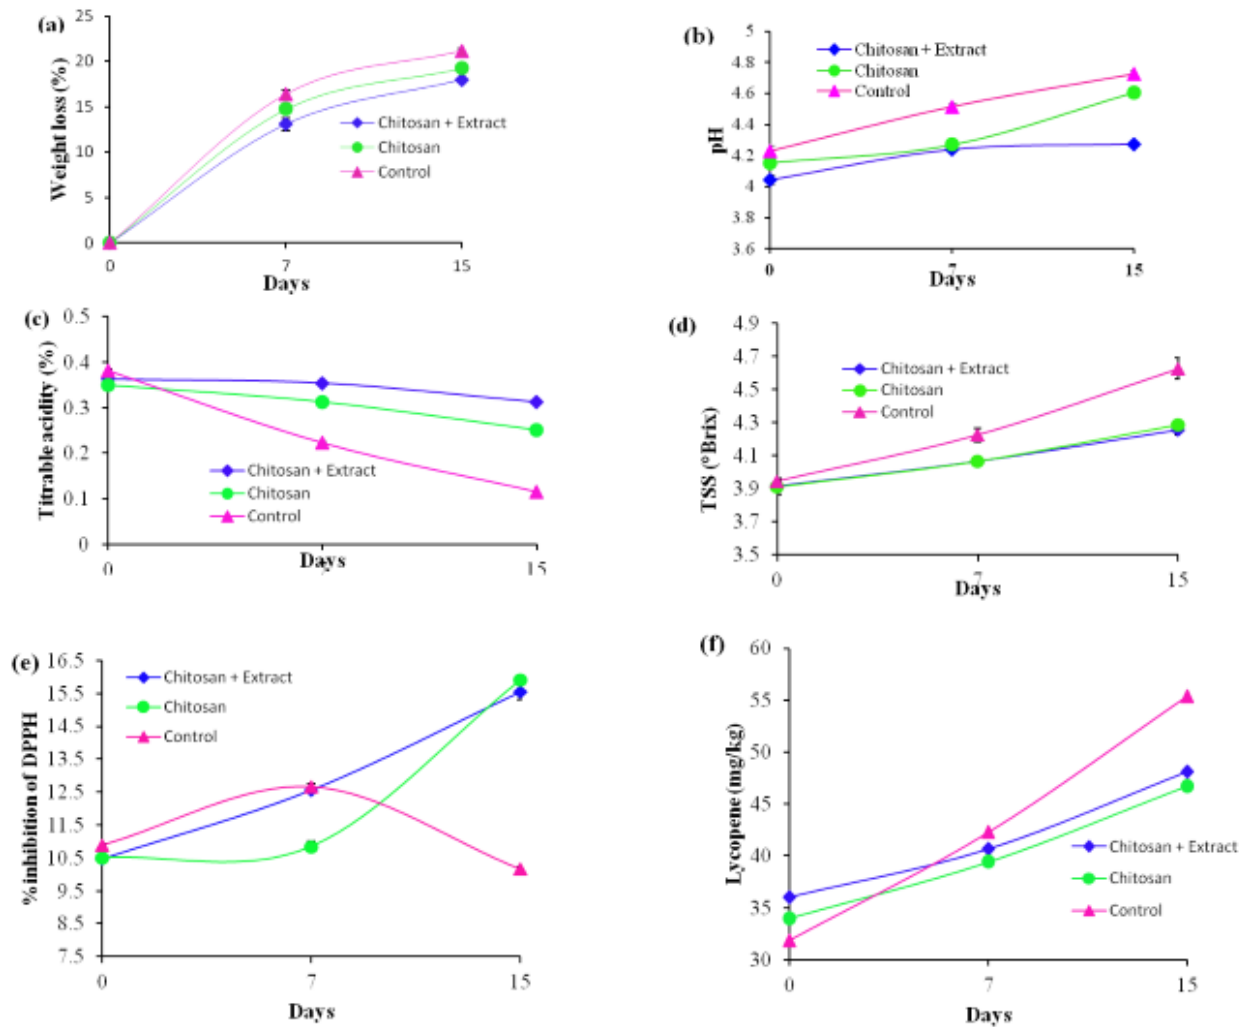 (a)
Weight loss (%)
25
20
15
10
5
0
0
7
15
Days
Chitosan + Extract
Chitosan
Control
(b)
pH
5
4.8
4.6
4.4
4.2
4
3.8
3.6
0
7
15
Days
Chitosan + Extract
Chitosan
Control
(c)
Titrable acidity (%)
0.5
0.4
0.3
0.2
0.1
0
0
Days
15
Chitosan + Extract
Chitosan
Control
(d)
TSS (°Brix)
4.9
4.7
4.5
4.3
4.1
3.9
3.7
3.5
0
7
15
Days
Chitosan + Extract
Chitosan
Control
(e)
%inhibition of DPPH
16.5
15.5
14.5
13.5
12.5
11.5
10.5
9.5
8.5
7.5
0
7
15
Days
Chitosan + Extract
Chitosan
Control
(f)
Lycopene (mg/kg)
60
55
50
45
40
35
30
0
7
15
Days
Chitosan + Extract
Chitosan
Control